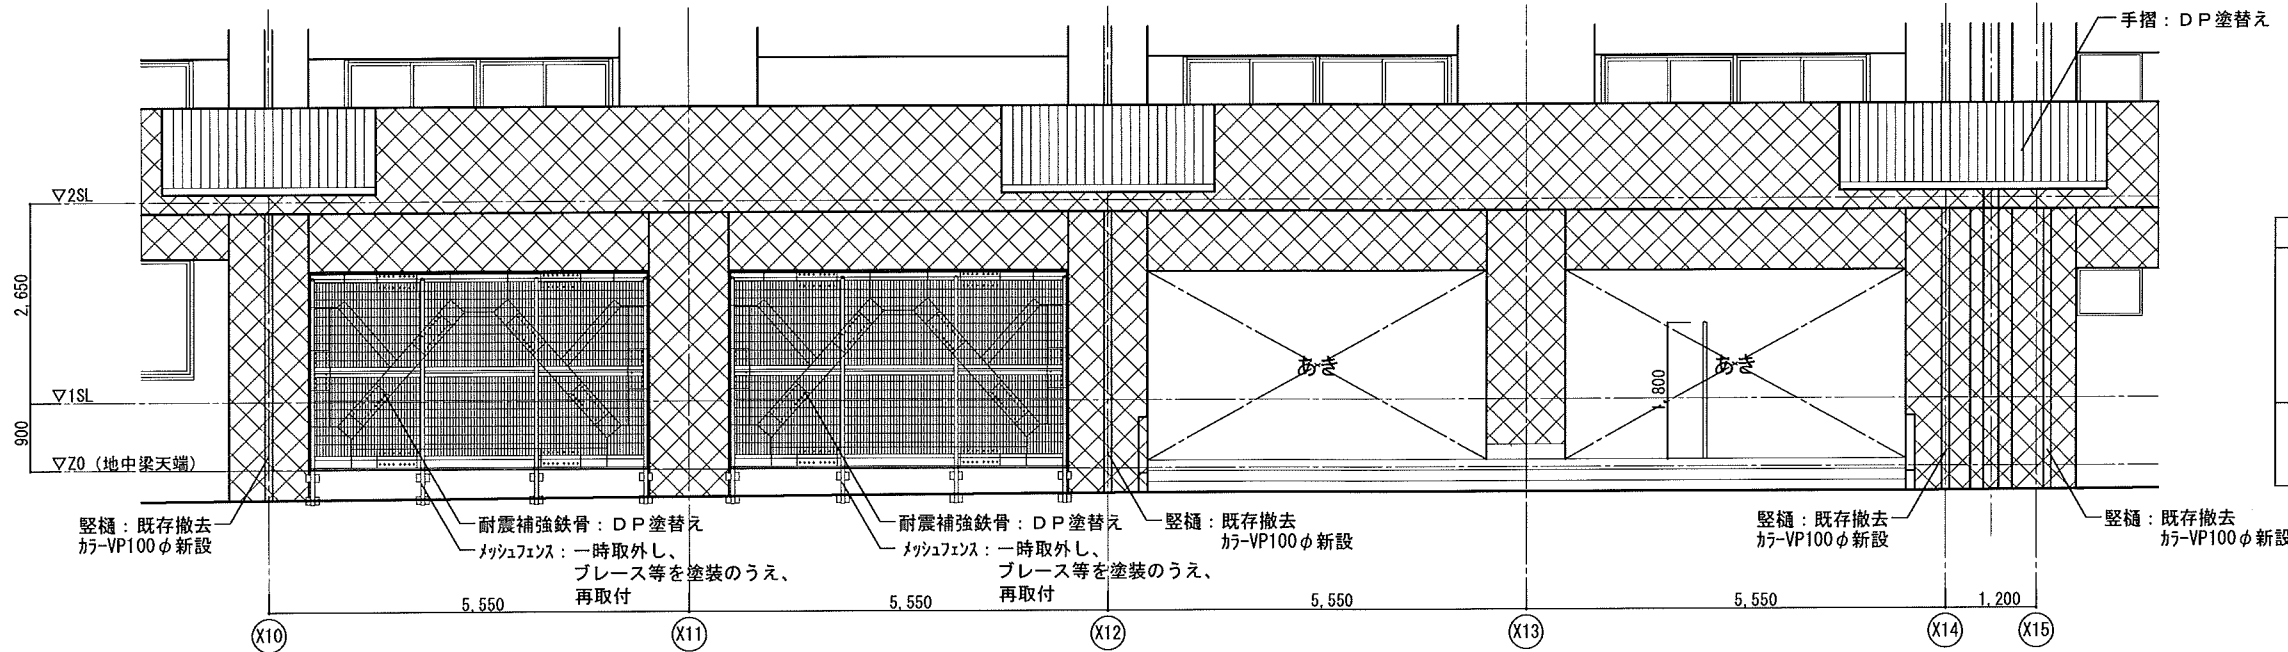 手摺：ＤＰ塗替え
▽2SL
2,650
▽1SL
900
▽Z0（地中梁天端）
あき
あき
1,800
竪樋：既存撤去
ｶﾗｰVP100φ新設
耐震補強鉄骨：ＤＰ塗替え
ﾒｯｼｭﾌｪﾝｽ：一時取外し、
ブレース等を塗装のうえ、
再取付
耐震補強鉄骨：ＤＰ塗替え
ﾒｯｼｭﾌｪﾝｽ：一時取外し、
ブレース等を塗装のうえ、
再取付
竪樋：既存撤去
ｶﾗｰVP100φ新設
竪樋：既存撤去
ｶﾗｰVP100φ新設
竪樋：既存撤去
ｶﾗｰVP100φ新設
5,550
5,550
5,550
5,550
1,200
X10
X11
X12
X13
X14
X15